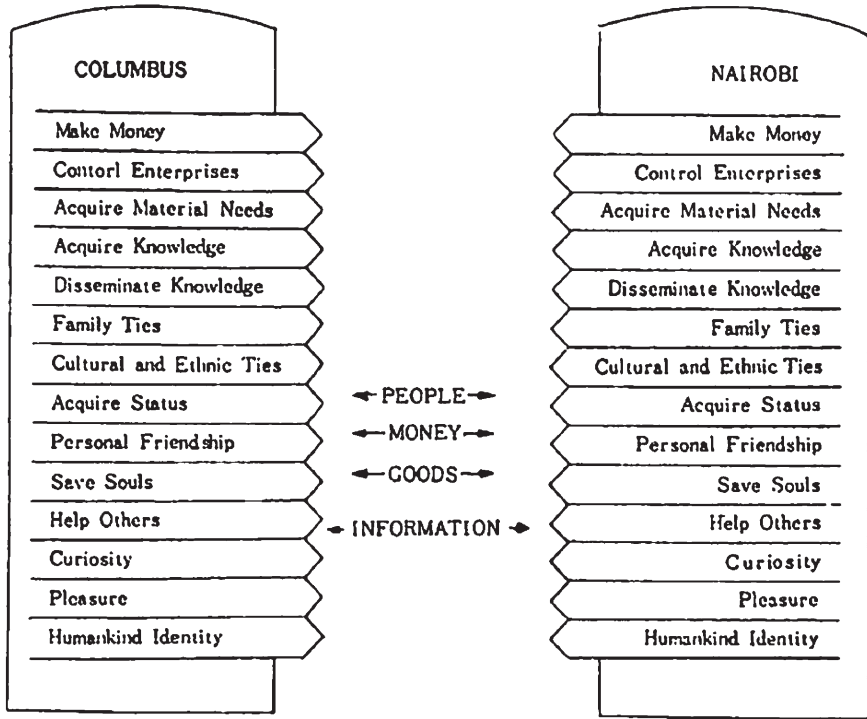 COLUMBUS
Make Money
Contorl Enterprises
Acquire Material Needs
Acquire Knowledge
Disseminate Knowledge
Family Ties
Cultural and Ethnic Ties
Acquire Status
Personal Friendship
Save Souls
Help Others
Curiosity
Pleasure
Humankind Identity
PEOPLE
MONEY
GOODS
INFORMATION
NAIROBI
Make Money
Control Enterprises
Acquire Material Needs
Acquire Knowledge
Disseminate Knowledge
Family Ties
Cultural and Ethnic Ties
Acquire Status
Personal Friendship
Save Souls
Help Others
Curiosity
Pleasure
Humankind Identity